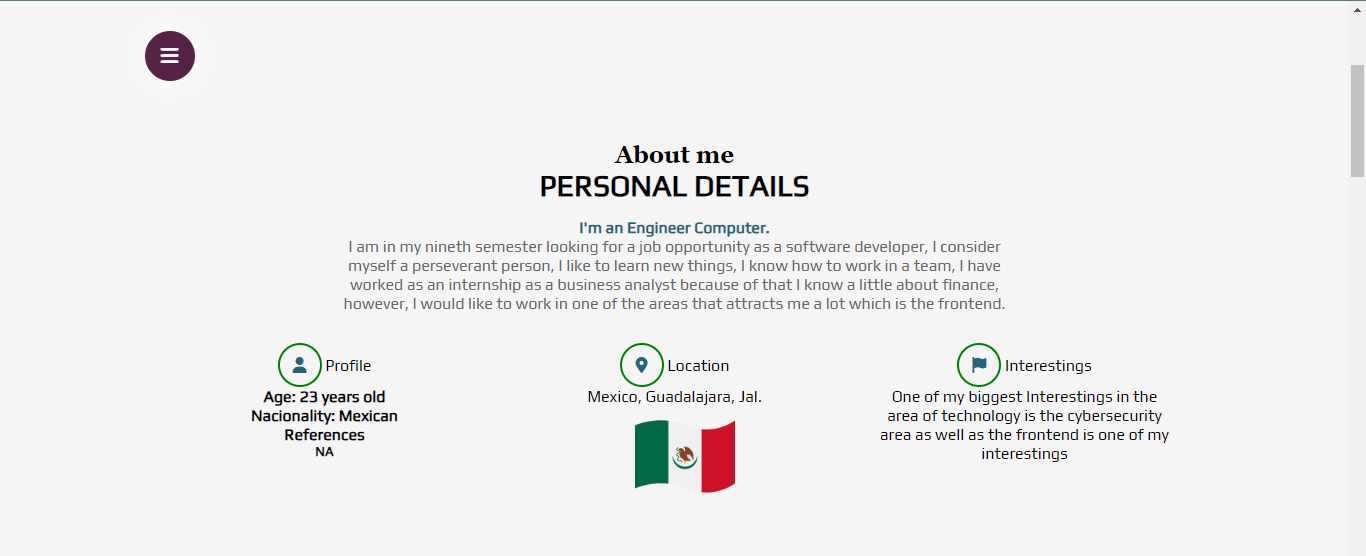 About me
PERSONAL DETAILS
I'm an Engineer Computer.
I am in my nineth semester looking for a job opportunity as a software developer, I consider
myself a perseverant person, I like to learn new things, I know how to work in a team, I have
worked as an internship as a business analyst because of that I know a little about finance,
however, I would like to work in one of the areas that attracts me a lot which is the frontend.
Profile
Age: 23 years old
Nacionality: Mexican
References
NA
Location
Mexico, Guadalajara, Jal.
Interestings
One of my biggest Interestings in the
area of technology is the cybersecurity
area as well as the frontend is one of my
interestings